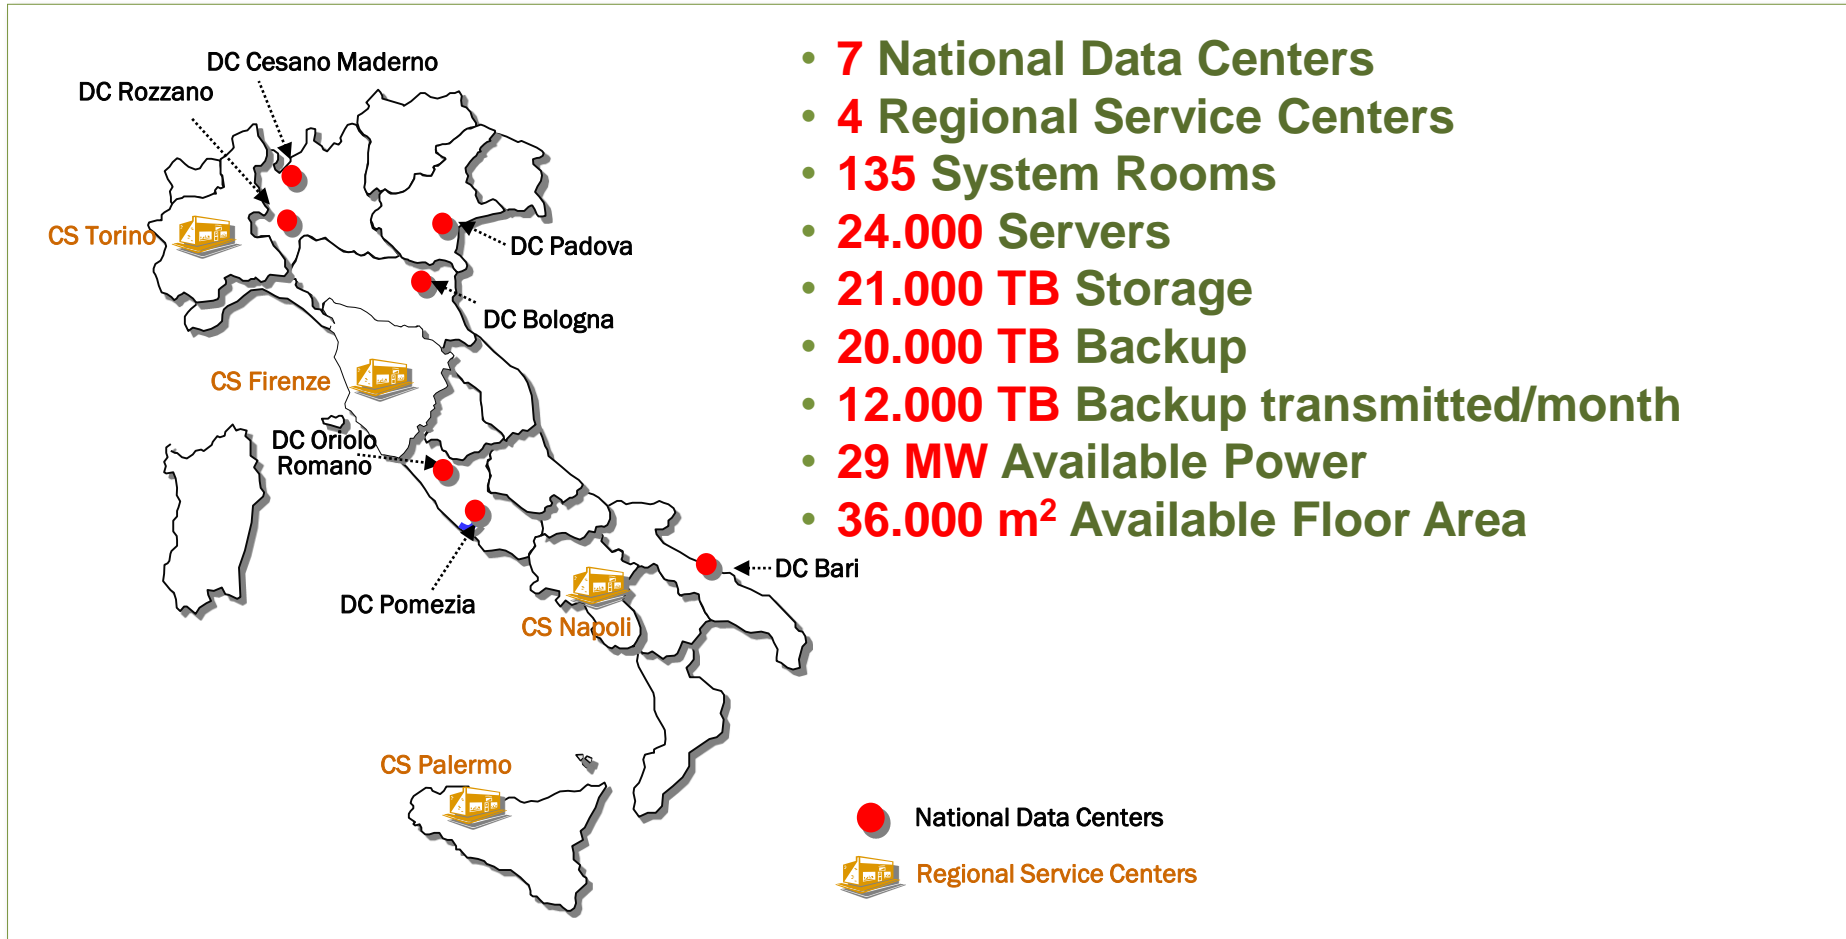 DC Cesano Maderno
DC Rozzano
CS Torino
DC Padova
DC Bologna
CS Firenze
DC Oriolo
Romano
DC Bari
DC Pomezia
CS Napoli
CS Palermo
• 7 National Data Centers
• 4 Regional Service Centers
• 135 System Rooms
• 24.000 Servers
• 21.000 TB Storage
• 20.000 TB Backup
• 12.000 TB Backup transmitted/month
• 29 MW Available Power
• 36.000 m² Available Floor Area
National Data Centers
Regional Service Centers